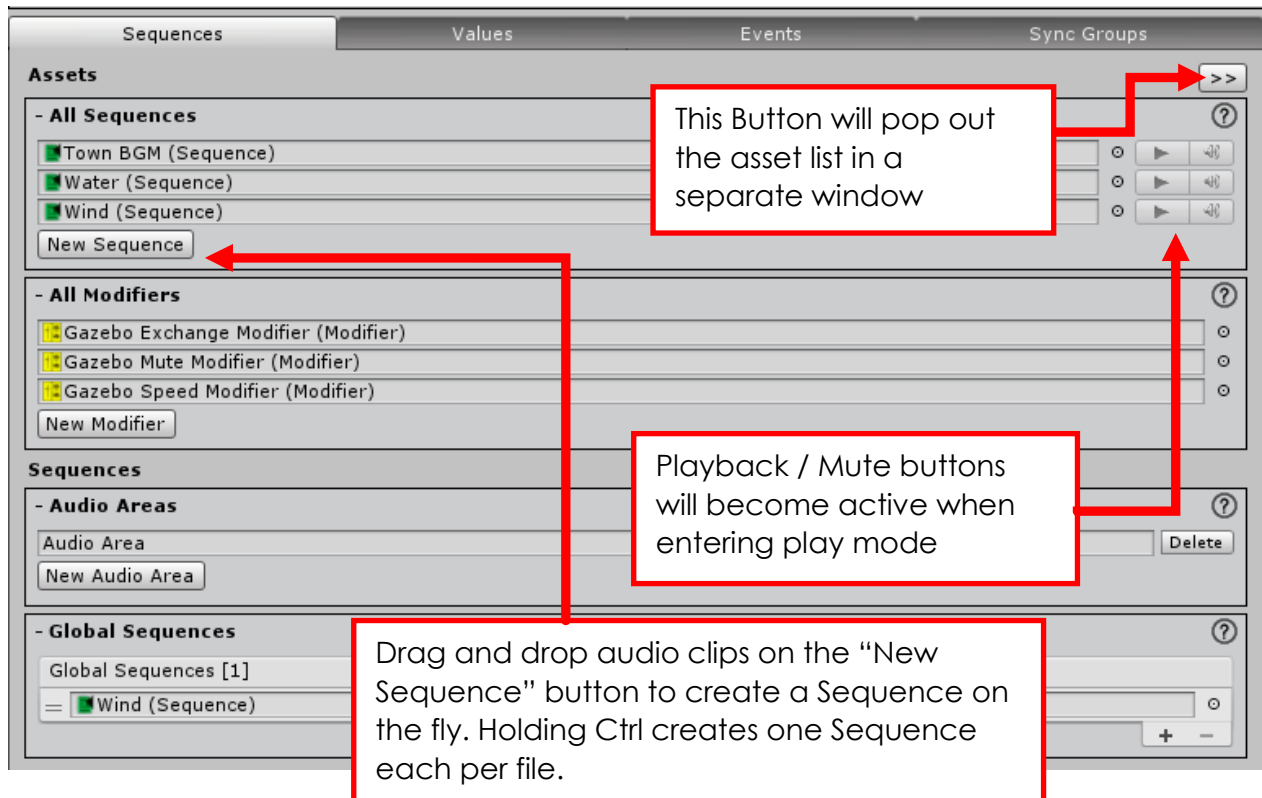 Sequences Values Events Sync Groups
Assets
>>
- All Sequences
?
Town BGM (Sequence)
Water (Sequence)
Wind (Sequence)
New Sequence
This Button will pop out
the asset list in a
separate window
- All Modifiers
?
Gazebo Exchange Modifier (Modifier)
Gazebo Mute Modifier (Modifier)
Gazebo Speed Modifier (Modifier)
New Modifier
Playback / Mute buttons
will become active when
entering play mode
Sequences
- Audio Areas
?
Audio Area
Delete
New Audio Area
- Global Sequences
?
Global Sequences [1]
Wind (Sequence)
+ -
Drag and drop audio clips on the “New
Sequence” button to create a Sequence on
the fly. Holding Ctrl creates one Sequence
each per file.